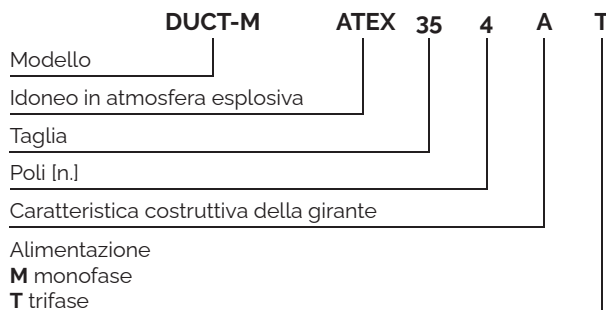 DUCT-M ATEX 35 4 A T
Modello
Idoneo in atmosfera esplosiva
Taglia
Poli [n.]
Caratteristica costruttiva della girante
Alimentazione
M monofase
T trifase